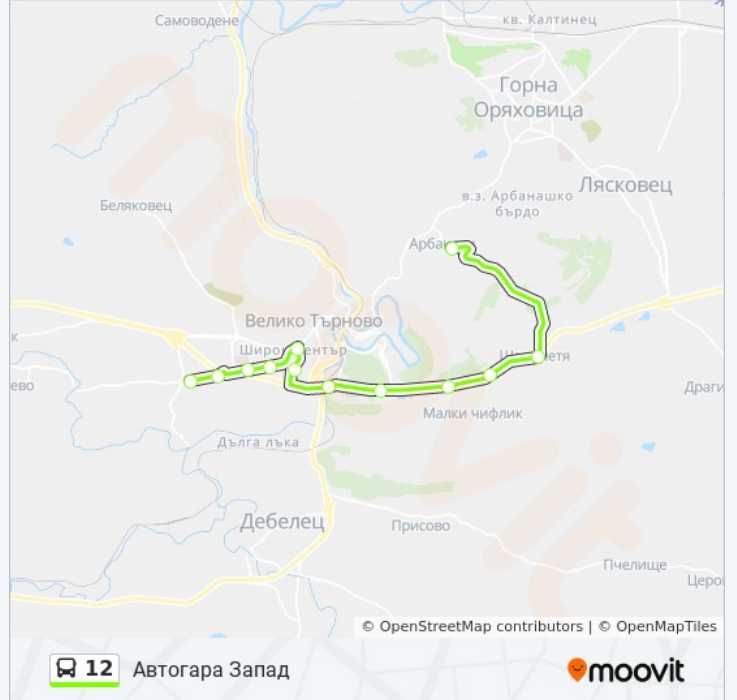 Самоводене
кв. Калтинец
Горна
Оряховица
Лясковец
в.з. Арбанашко
бърдо
Беляковец
Велико Търново
Малки чифлик
Дълга лъка
Дебелец
Присово
Пчелище
© OpenStreetMap contributors | © OpenMapTiles
12 Автогара Запад
moovit